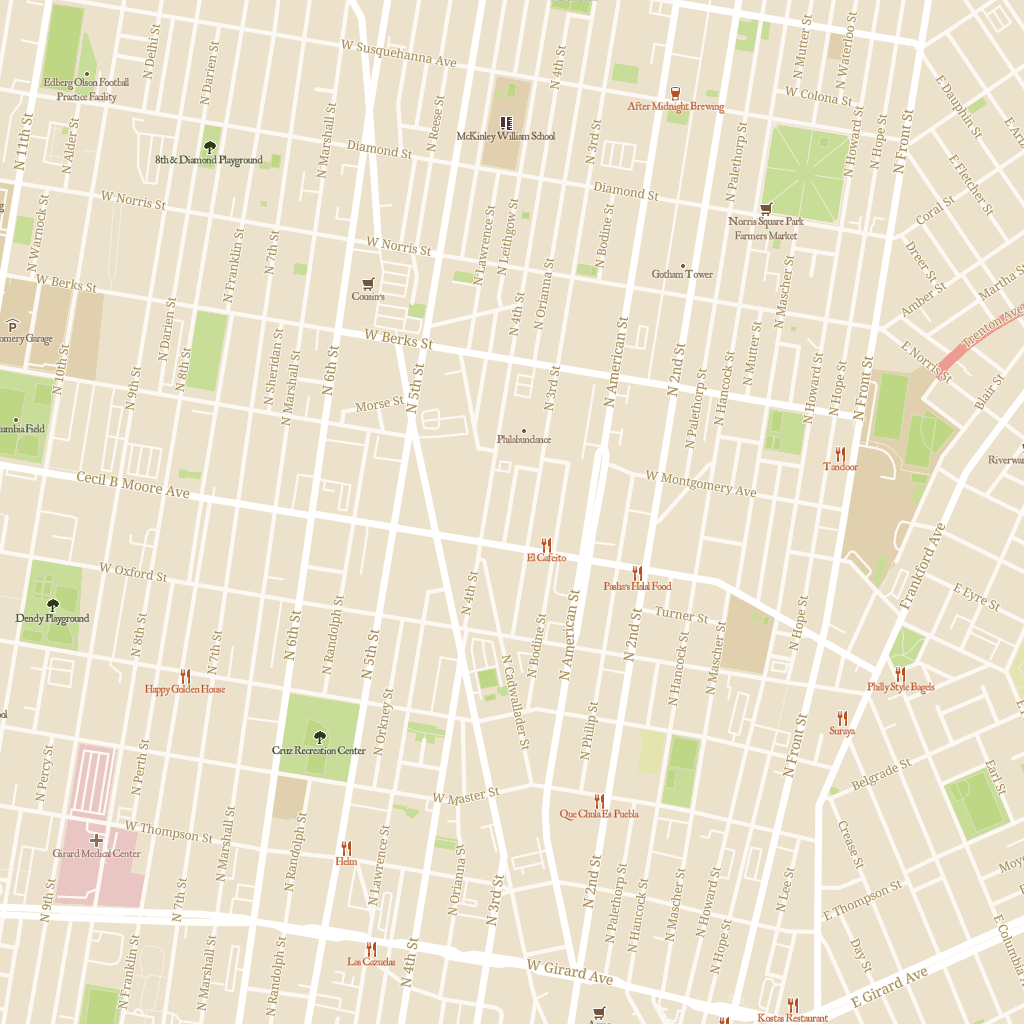 W Susquehanna Ave
N Delhi St
N Darien St
N 4th St
N Mutter St
N Waterloo St
Edberg Olson Football
Practice Facility
After Midnight Brewing
W Colona St
E Dauphin St
N Reese St
N Marshall St
McKinley William School
N 11th St
N Alder St
8th & Diamond Playground
Diamond St
N 3rd St
N Palethorp St
N Howard St
N Hope St
N Front St
E Fletcher St
Diamond St
W Norris St
N Warnock St
Norris Square Park
Farmers Market
Coral St
N Lawrence St
N Leithgow St
N Bodine St
W Norris St
N Franklin St
N 7th St
Gotham Tower
Dreer St
Martha St
W Berks St
Cousin's
N Orianna St
N 4th St
N Mascher St
Amber St
Trenton Ave
omery Garage
N Darien St
W Berks St
N American St
N Mutter St
E Norris St
N 10th St
N 8th St
N Sheridan St
N Marshall St
N 6th St
N 5th St
N 3rd St
N 2nd St
N Hancock St
N Palethorp St
N Howard St
N Hope St
N Front St
Blair St
N 9th St
Morse St
umbia Field
Philabundance
Tandoor
Riverwar
Cecil B Moore Ave
W Montgomery Ave
El Cafeito
Pasha's Halal Food
Frankford Ave
W Oxford St
E Eyre St
N 4th St
Dendy Playground
Turner St
N 8th St
N 7th St
N 6th St
N Randolph St
N 5th St
N Bodine St
N American St
N 2nd St
N Hancock St
N Mascher St
N Hope St
Happy Golden House
Philly Style Bagels
N Cadwallader St
N Orkney St
N Philip St
Suraya
Cruz Recreation Center
N Front St
N Percy St
N Perth St
Belgrade St
Earl St
W Master St
Que Chula Es Puebla
W Thompson St
N Marshall St
N Randolph St
Girard Medical Center
Helm
N Lawrence St
Crease St
Moye
N 9th St
N 7th St
N Orianna St
N 3rd St
N 2nd St
N Palethorp St
N Hancock St
N Mascher St
N Howard St
N Lee St
E Thompson St
N Hope St
E Columbia
N Franklin St
N Marshall St
N Randolph St
Las Cazuelas
N 4th St
W Girard Ave
Day St
E Girard Ave
Kostas Restaurant